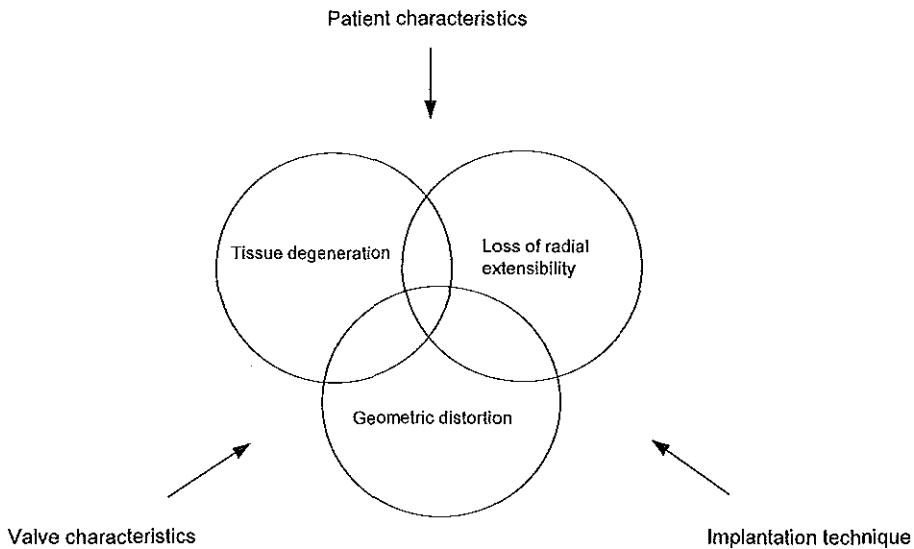 Patient characteristics
Tissue degeneration
Loss of radial
extensibility
Geometric distortion
Valve characteristics
Implantation technique